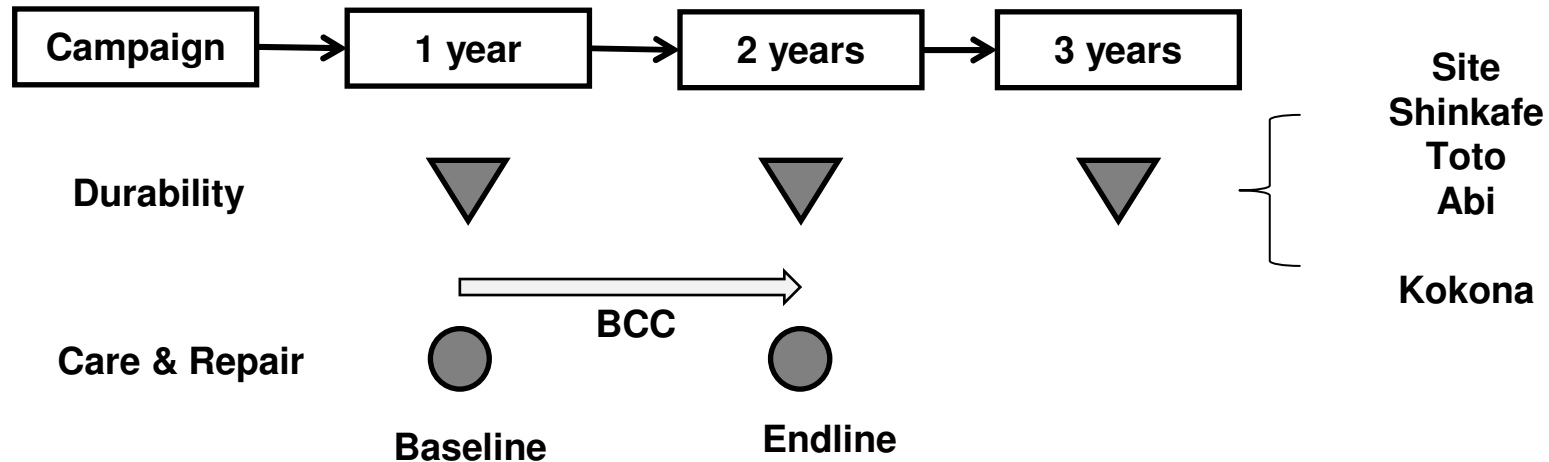 Campaign
1 year
2 years
3 years
Site
Shinkafe
Toto
Abi
Durability
Kokona
BCC
Care & Repair
Baseline
Endline